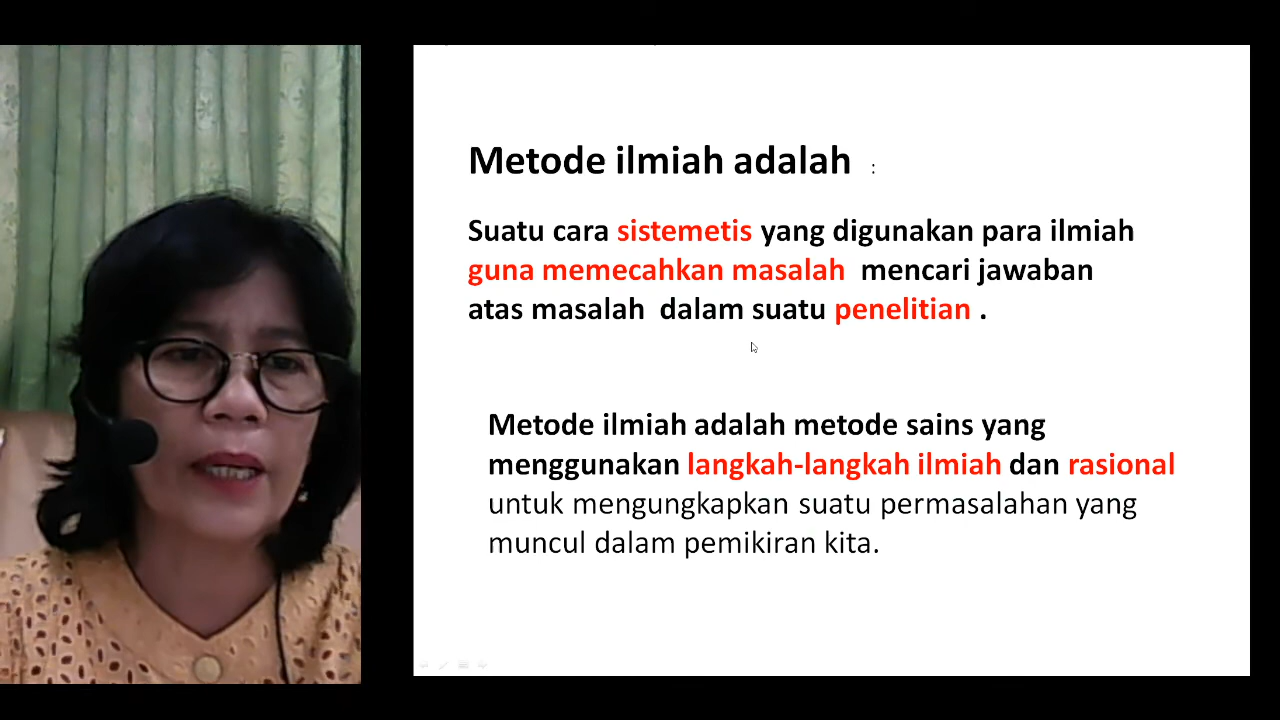 Metode ilmiah adalah :
Suatu cara sistemetis yang digunakan para ilmiah
guna memecahkan masalah mencari jawaban
atas masalah dalam suatu penelitian .
Metode ilmiah adalah metode sains yang
menggunakan langkah-langkah ilmiah dan rasional
untuk mengungkapkan suatu permasalahan yang
muncul dalam pemikiran kita.